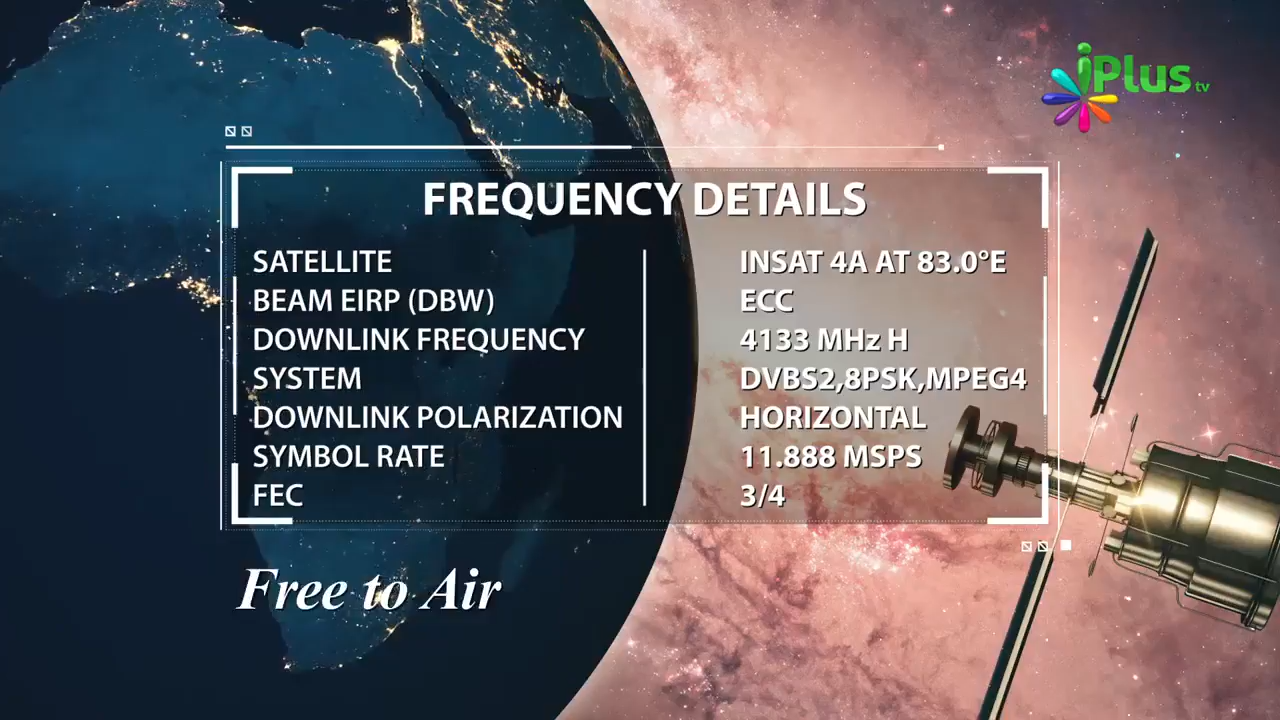 iPlus tv
FREQUENCY DETAILS
SATELLITE INSAT 4A AT 83.0°E
BEAM EIRP (DBW) ECC
DOWNLINK FREQUENCY 4133 MHz H
SYSTEM DVBS2,8PSK,MPEG4
DOWNLINK POLARIZATION HORIZONTAL
SYMBOL RATE 11.888 MSPS
FEC 3/4
Free to Air